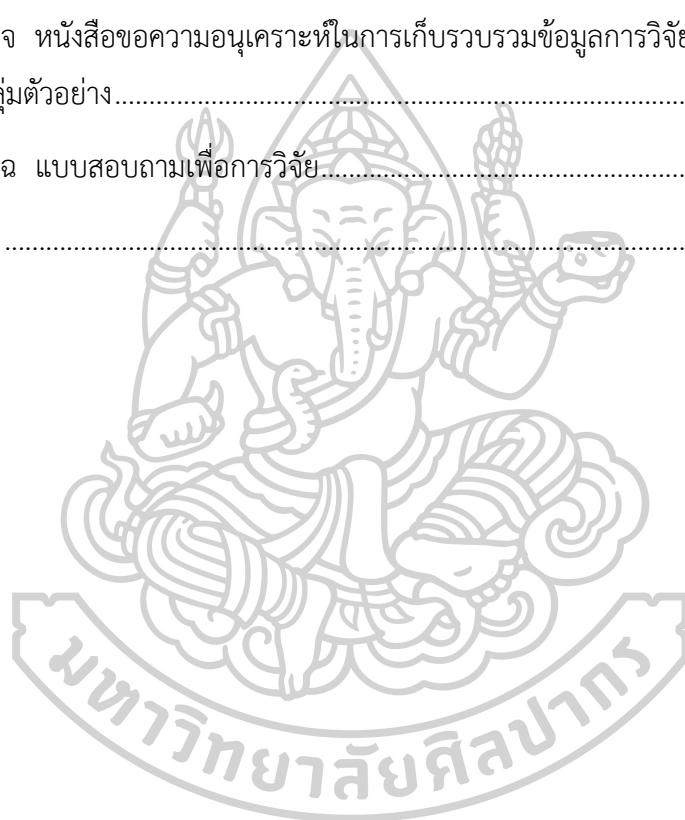 จ หนังสือขอความอนุเคราะห์ในการเก็บรวบรวมข้อมูลการวิจัย
ลุ่มตัวอย่าง........................................................................................
ฉ แบบสอบถามเพื่อการวิจัย.....................................................
....................................................................................................
มหาวิทยาลัยศิลปากร